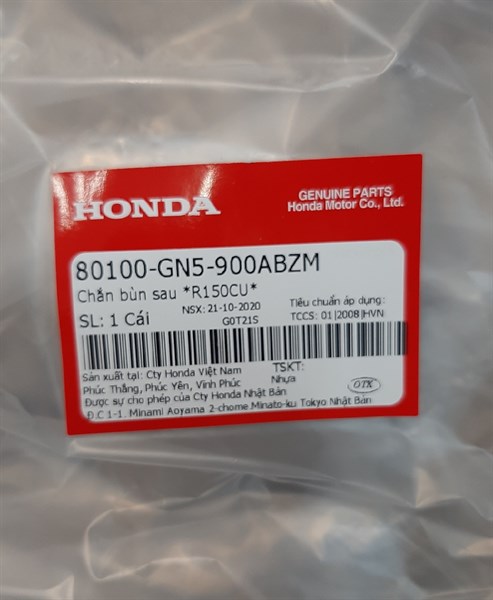 HONDA
GENUINE PARTS
Honda Motor Co., Ltd.
80100-GN5-900ABZM
Chắn bùn sau *R150CU*
NSX: 21-10-2020
Tiêu chuẩn áp dụng:
SL: 1 Cái
G0T21S
TCCS: 01|2008|HVN
Sản xuất tại: Cty Honda Việt Nam
TSKT:
Phúc Thắng, Phúc Yên, Vĩnh Phúc
Nhựa
Được sự cho phép của Cty Honda Nhật Bản
OTK
Đ.C 1-1. Minami Aoyama 2-chome.Minato-ku Tokyo Nhật Bản